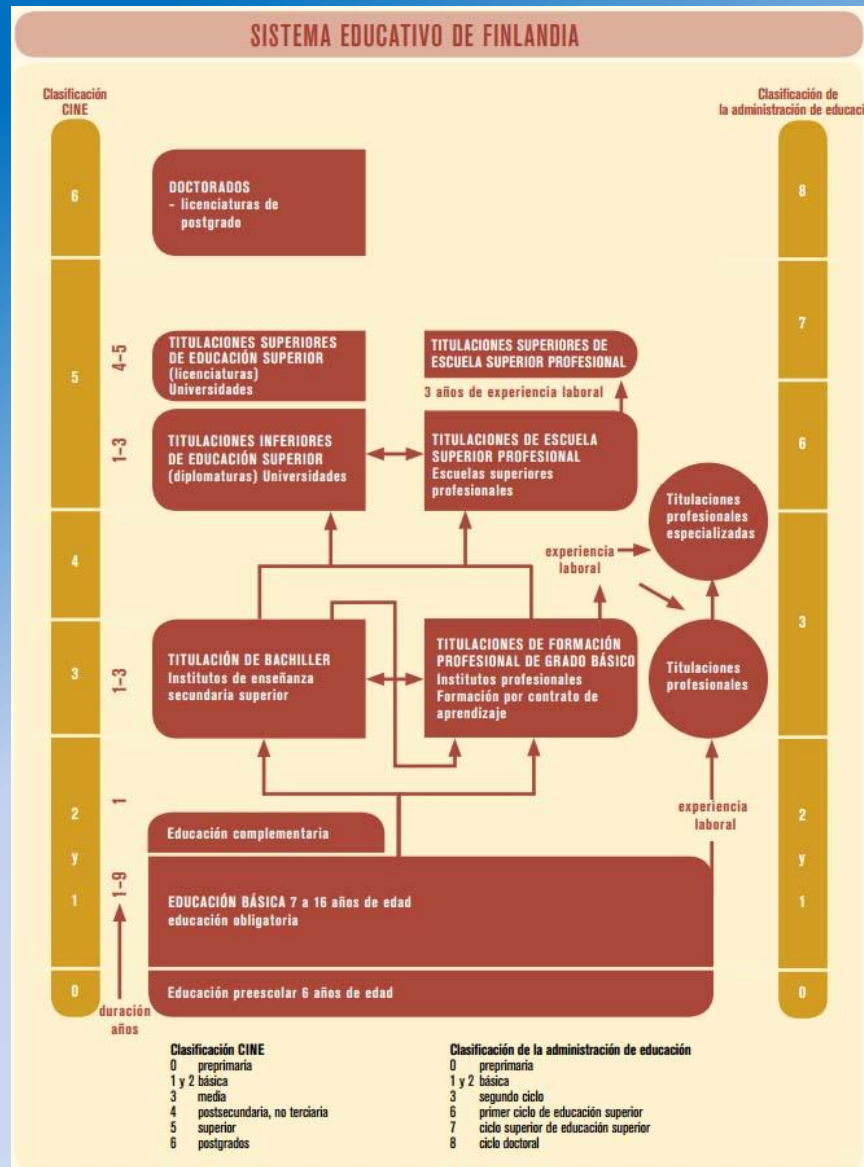 SISTEMA EDUCATIVO DE FINLANDIA
Clasificación
CINE
Clasificación de
la administración de educaci
6
5
4
3
2
y
1
0
4–5
1–3
1–3
1
1–9
duración
años
DOCTORADOS
- licenciaturas de
postgrado
TITULACIONES SUPERIORES
DE EDUCACIÓN SUPERIOR
(licenciaturas)
Universidades
TITULACIONES SUPERIORES DE
ESCUELA SUPERIOR PROFESIONAL
3 años de experiencia laboral
TITULACIONES INFERIORES
DE EDUCACIÓN SUPERIOR
(diplomaturas) Universidades
TITULACIONES DE ESCUELA
SUPERIOR PROFESIONAL
Escuelas superiores
profesionales
Titulaciones
profesionales
especializadas
experiencia
laboral
TITULACIÓN DE BACHILLER
Institutos de enseñanza
secundaria superior
TITULACIONES DE FORMACIÓN
PROFESIONAL DE GRADO BÁSICO
Institutos profesionales
Formación por contrato de
aprendizaje
Titulaciones
profesionales
experiencia
laboral
Educación complementaria
EDUCACIÓN BÁSICA 7 a 16 años de edad
educación obligatoria
Educación preescolar 6 años de edad
8
7
6
3
2
y
1
0
Clasificación CINE
0 preprimaria
1 y 2 básica
3 media
4 postsecundaria, no terciaria
5 superior
6 postgrados
Clasificación de la administración de educación
0 preprimaria
1 y 2 básica
3 segundo ciclo
6 primer ciclo de educación superior
7 ciclo superior de educación superior
8 ciclo doctoral